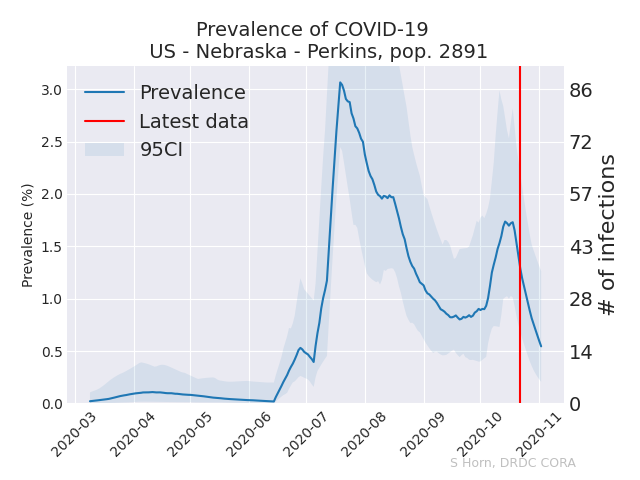 Prevalence of COVID-19
US - Nebraska - Perkins, pop. 2891
Prevalence
Latest data
95CI
Prevalence (%)
3.0
2.5
2.0
1.5
1.0
0.5
0.0
86
72
57
43
28
14
0
# of infections
2020-03
2020-04
2020-05
2020-06
2020-07
2020-08
2020-09
2020-10
2020-11
S Horn, DRDC CORA